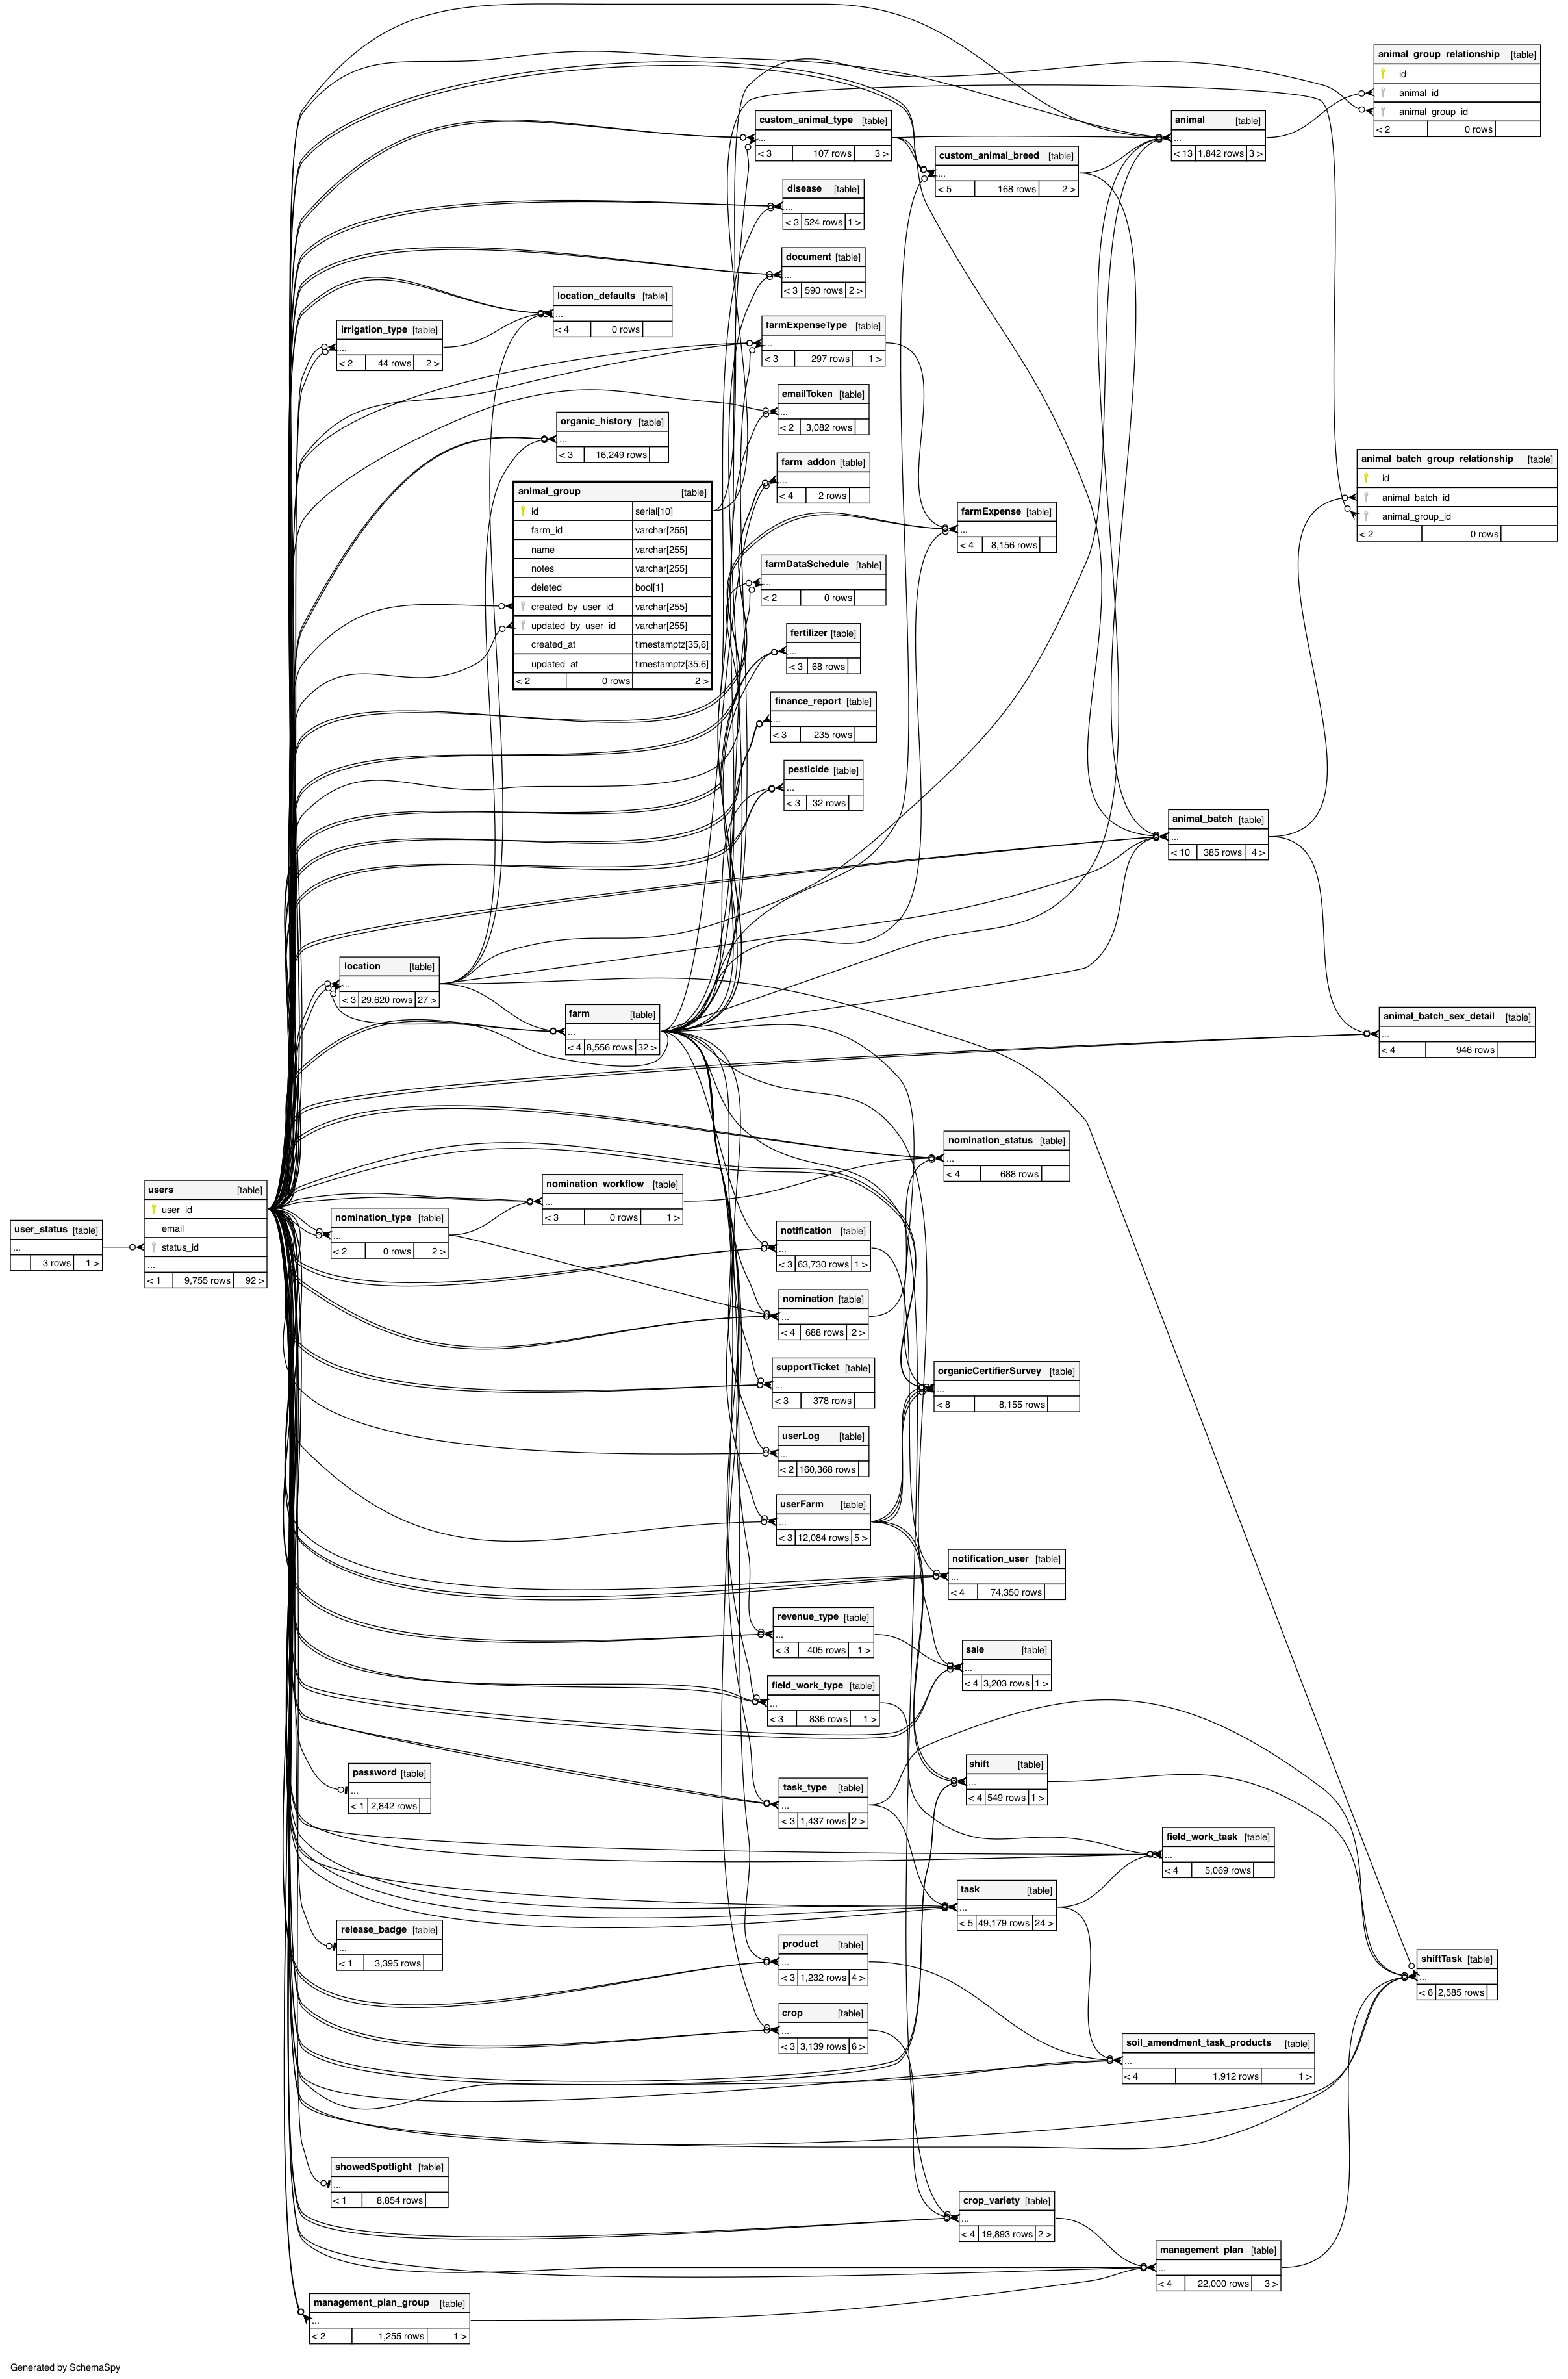 animal_group_relationship [table]
id
animal_id
animal_group_id
< 2 0 rows
custom_animal_type [table]
...
< 3 107 rows 3 >
animal [table]
...
< 13 1,842 rows 3 >
custom_animal_breed [table]
...
< 5 168 rows 2 >
disease [table]
...
< 3 524 rows 1 >
document [table]
...
< 3 590 rows 2 >
location_defaults [table]
...
< 4 0 rows
irrigation_type [table]
...
< 2 44 rows 2 >
farmExpenseType [table]
...
< 3 297 rows 1 >
emailToken [table]
...
< 2 3,082 rows
organic_history [table]
...
< 3 16,249 rows
farm_addon [table]
...
< 4 2 rows
animal_batch_group_relationship [table]
id
animal_batch_id
animal_group_id
< 2 0 rows
animal_group [table]
id serial[10]
farm_id varchar[255]
name varchar[255]
notes varchar[255]
deleted bool[1]
created_by_user_id varchar[255]
updated_by_user_id varchar[255]
created_at timestamptz[35,6]
updated_at timestamptz[35,6]
< 2 0 rows 2 >
farmExpense [table]
...
< 4 8,156 rows
farmDataSchedule [table]
...
< 2 0 rows
fertilizer [table]
...
< 3 68 rows
finance_report [table]
...
< 3 235 rows
pesticide [table]
...
< 3 32 rows
animal_batch [table]
...
< 10 385 rows 4 >
location [table]
...
< 3 29,620 rows 27 >
farm [table]
...
< 4 8,556 rows 32 >
animal_batch_sex_detail [table]
...
< 4 946 rows
nomination_status [table]
...
< 4 688 rows
users [table]
user_id
email
status_id
...
< 1 9,755 rows 92 >
user_status [table]
...
3 rows 1 >
nomination_workflow [table]
...
< 3 0 rows 1 >
nomination_type [table]
...
< 2 0 rows 2 >
notification [table]
...
< 3 63,730 rows 1 >
nomination [table]
...
< 4 688 rows 2 >
supportTicket [table]
...
< 3 378 rows
organicCertifierSurvey [table]
...
< 8 8,155 rows
userLog [table]
...
< 2 160,368 rows
userFarm [table]
...
< 3 12,084 rows 5 >
notification_user [table]
...
< 4 74,350 rows
revenue_type [table]
...
< 3 405 rows 1 >
sale [table]
...
< 4 3,203 rows 1 >
field_work_type [table]
...
< 3 836 rows 1 >
shift [table]
...
< 4 549 rows 1 >
password [table]
...
< 1 2,842 rows
task_type [table]
...
< 3 1,437 rows 2 >
field_work_task [table]
...
< 4 5,069 rows
task [table]
...
< 5 49,179 rows 24 >
release_badge [table]
...
< 1 3,395 rows
product [table]
...
< 3 1,232 rows 4 >
shiftTask [table]
...
< 6 2,585 rows
crop [table]
...
< 3 3,139 rows 6 >
soil_amendment_task_products [table]
...
< 4 1,912 rows 1 >
showedSpotlight [table]
...
< 1 8,854 rows
crop_variety [table]
...
< 4 19,893 rows 2 >
management_plan [table]
...
< 4 22,000 rows 3 >
management_plan_group [table]
...
< 2 1,255 rows 1 >
Generated by SchemaSpy